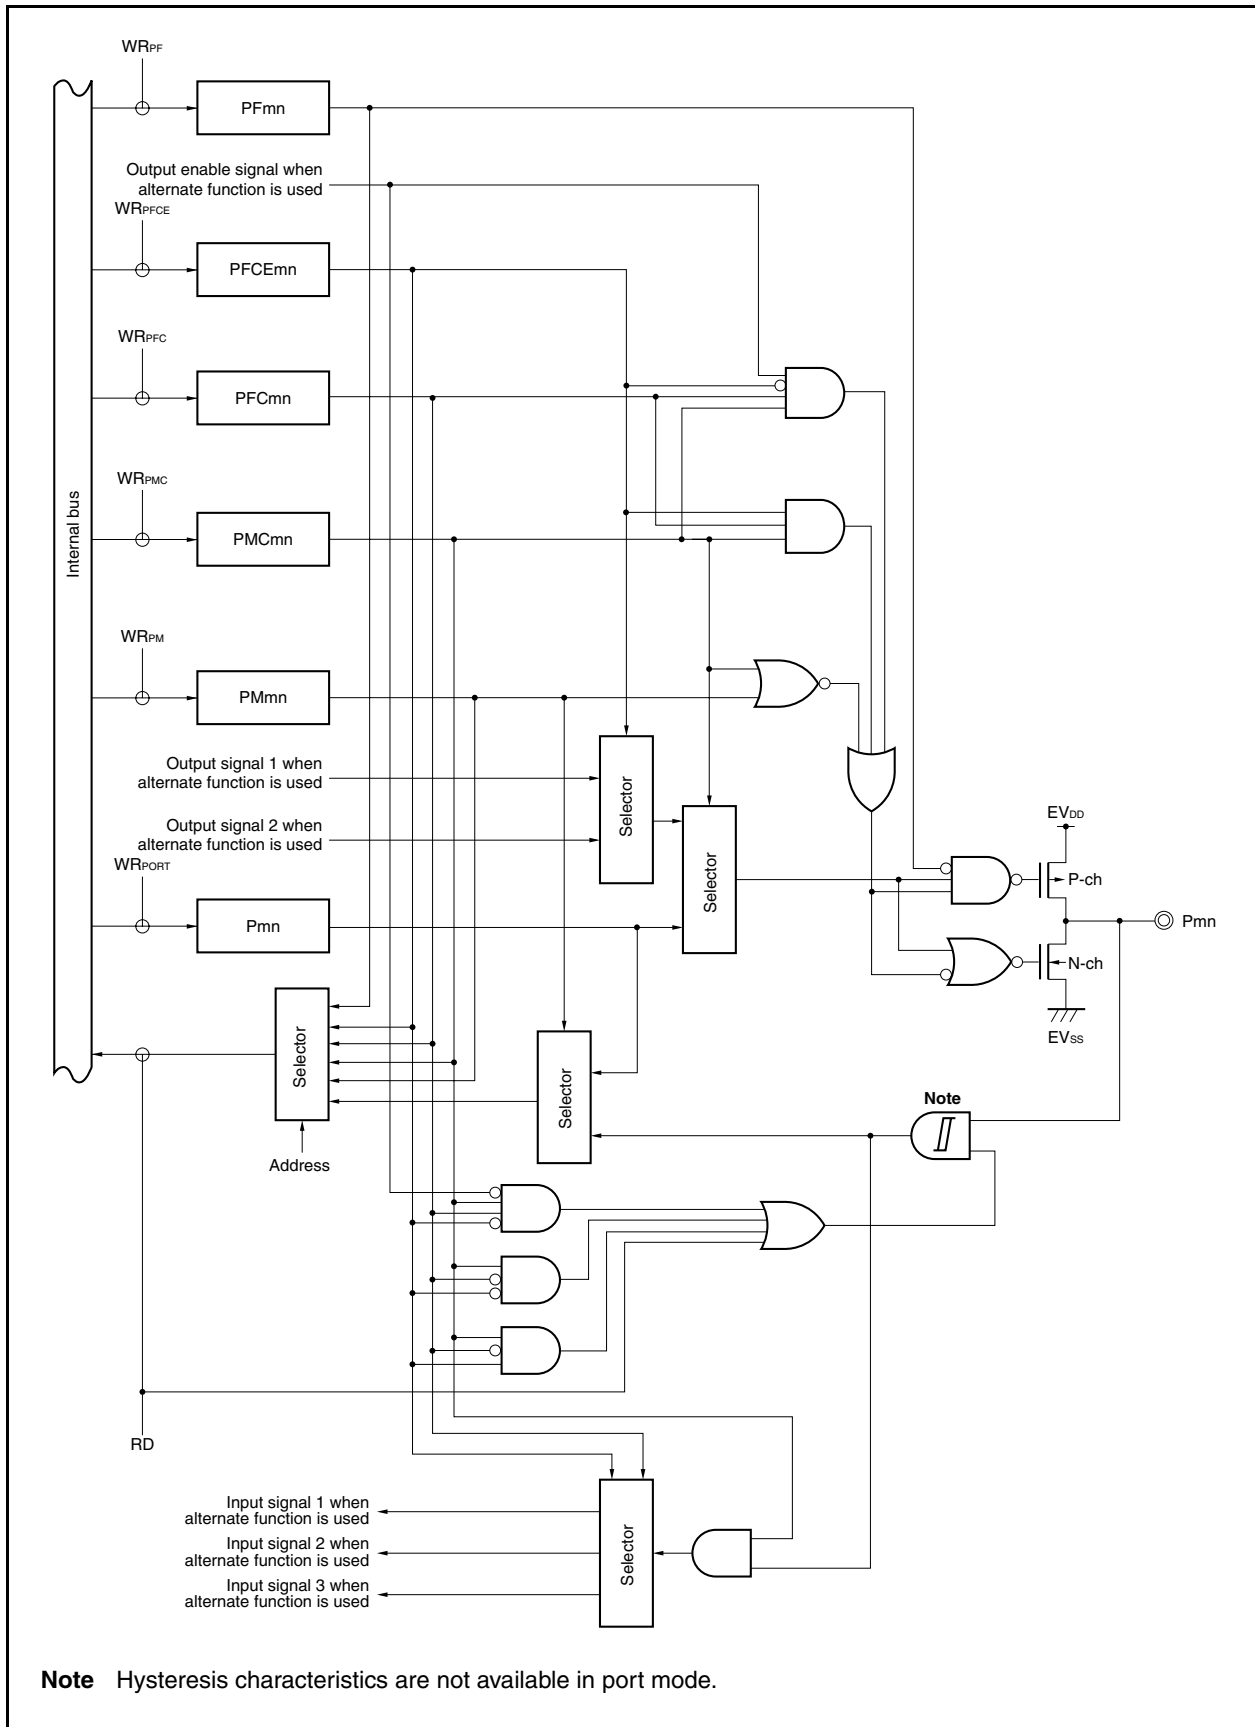 WRPF
PFmn
Output enable signal when
alternate function is used
WRPFCE
PFCEmn
WRPFC
PFCmn
WRPMC
Internal bus
PMCmn
WRPM
PMmn
Output signal 1 when
alternate function is used
Selector
Output signal 2 when
alternate function is used
Selector
EVDD
P-ch
WRPORT
Pmn
Pmn
N-ch
EVSS
Selector
Selector
Note
Address
RD
Input signal 1 when
alternate function is used
Input signal 2 when
alternate function is used
Selector
Input signal 3 when
alternate function is used
Note Hysteresis characteristics are not available in port mode.